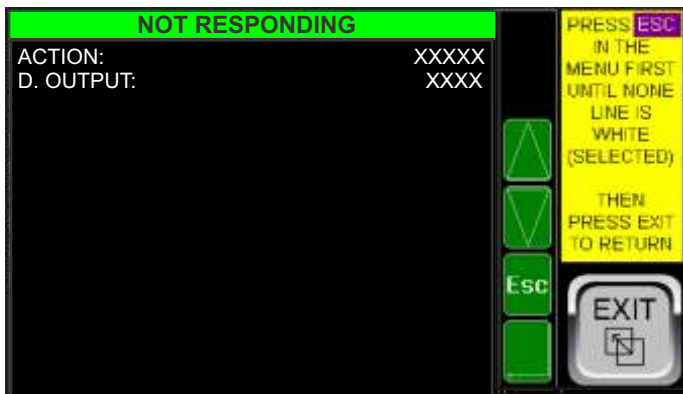 NOT RESPONDING
ACTION: XXXXX
D. OUTPUT: XXXX
Esc
PRESS ESC
IN THE
MENU FIRST
UNTIL NONE
LINE IS
WHITE
(SELECTED)
THEN
PRESS EXIT
TO RETURN
EXIT